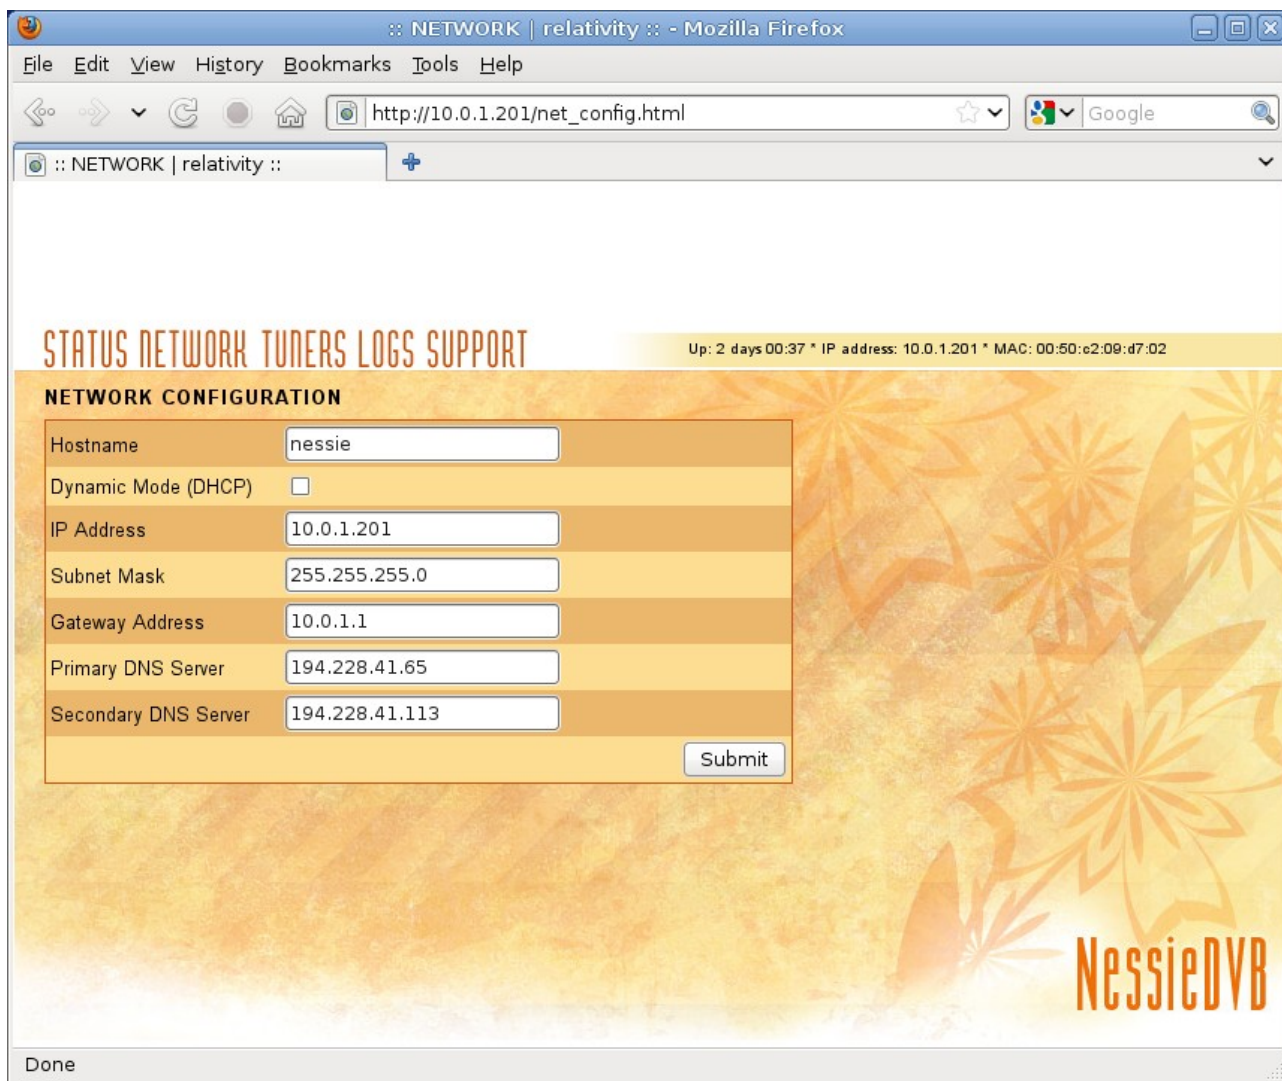 :: NETWORK | relativity :: - Mozilla Firefox
File Edit View History Bookmarks Tools Help
http://10.0.1.201/net_config.html Google
:: NETWORK | relativity ::
STATUS NETWORK TUNERS LOGS SUPPORT
Up: 2 days 00:37 * IP address: 10.0.1.201 * MAC: 00:50:c2:09:d7:02
NETWORK CONFIGURATION
Hostname nessie
Dynamic Mode (DHCP)
IP Address 10.0.1.201
Subnet Mask 255.255.255.0
Gateway Address 10.0.1.1
Primary DNS Server 194.228.41.65
Secondary DNS Server 194.228.41.113
Submit
NessieDVB
Done